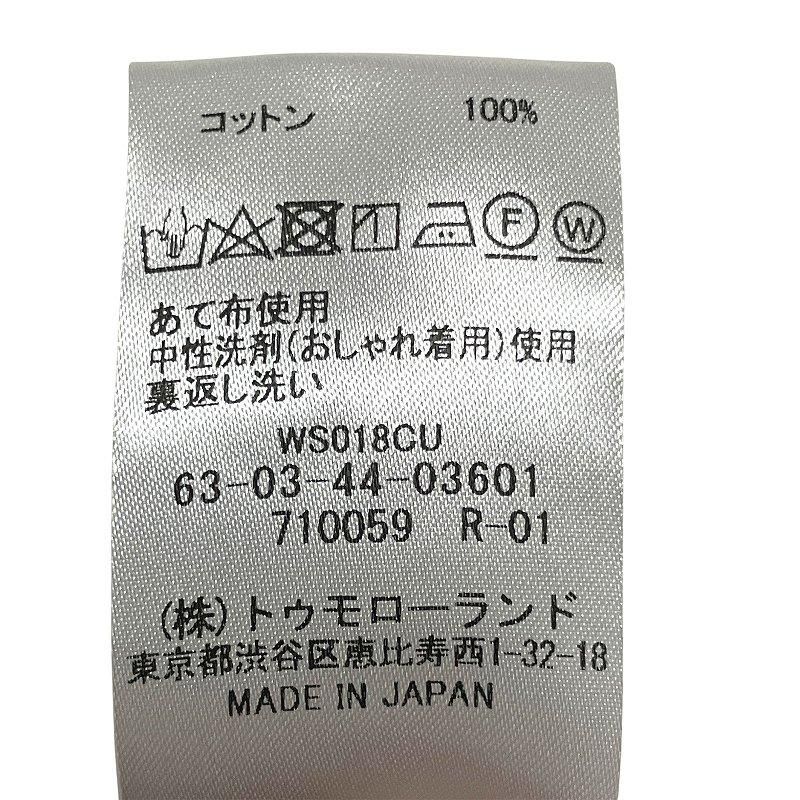 コットン 100%
F W
あて布使用
中性洗剤(おしゃれ着用)使用
裏返し洗い
WS018CU
63-03-44-03601
710059 R-01
(株)トゥモローランド
東京都渋谷区恵比寿西1-32-18
MADE IN JAPAN